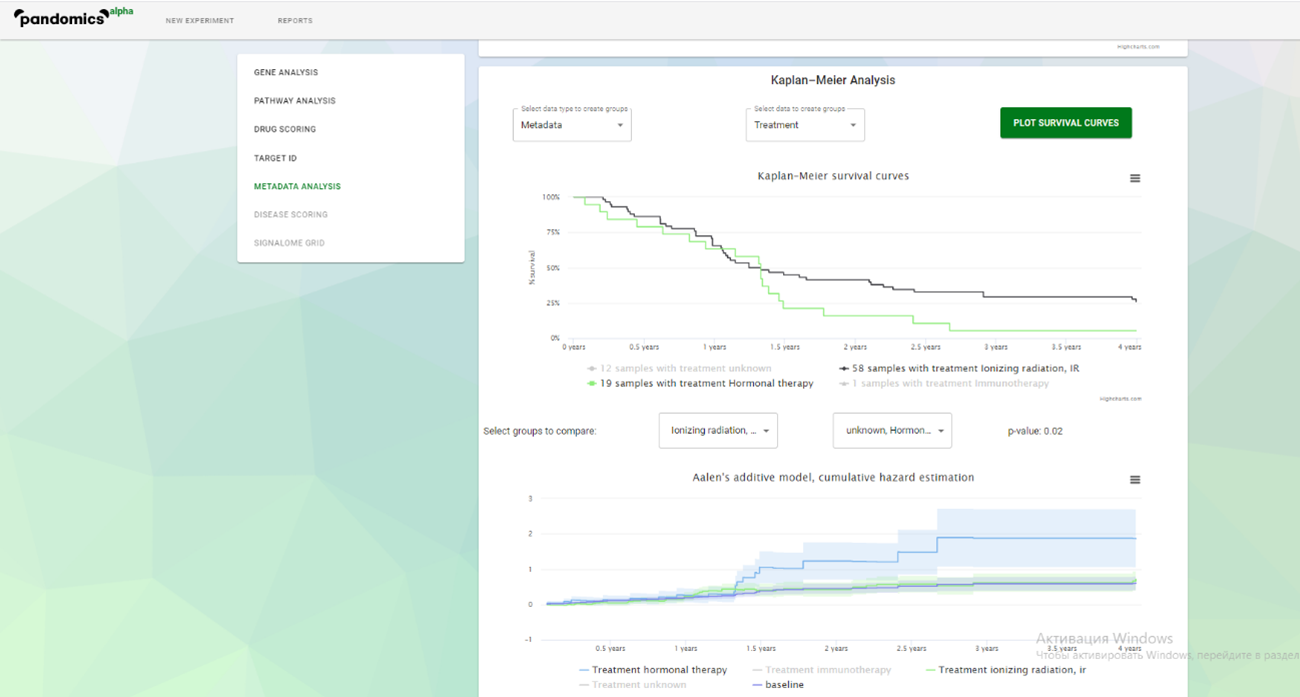 pandomics alpha
NEW EXPERIMENT
REPORTS
GENE ANALYSIS
PATHWAY ANALYSIS
DRUG SCORING
TARGET ID
METADATA ANALYSIS
DISEASE SCORING
SIGNALOME GRID
Highcharts.com
Kaplan–Meier Analysis
Select data type to create groups
Metadata
Select data to create groups
Treatment
PLOT SURVIVAL CURVES
Kaplan–Meier survival curves
% survival
100%
75%
50%
25%
0%
0 years 0.5 years 1 years 1.5 years 2 years 2.5 years 3 years 3.5 years 4 years
12 samples with treatment unknown
58 samples with treatment Ionizing radiation, IR
19 samples with treatment Hormonal therapy
1 samples with treatment Immunotherapy
Highcharts.com
Select groups to compare:
Ionizing radiation, ...
unknown, Hormon...
p-value: 0.02
Aalen's additive model, cumulative hazard estimation
3
2
1
0
-1
0.5 years 1 years 1.5 years 2 years 2.5 years 3 years 3.5 years 4 years
Treatment hormonal therapy
Treatment immunotherapy
Treatment ionizing radiation, ir
Treatment unknown
baseline
Активация Windows
Чтобы активировать Windows, перейдите в раздел